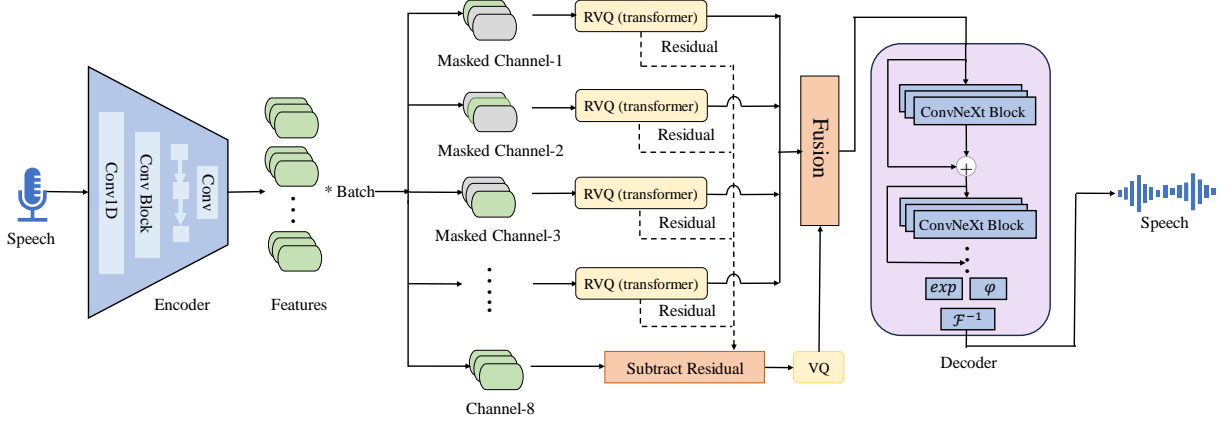 Speech
Conv1D
Conv Block
Conv
Encoder
Features
* Batch
Masked Channel-1
RVQ (transformer)
Residual
Masked Channel-2
RVQ (transformer)
Residual
Masked Channel-3
RVQ (transformer)
Residual
RVQ (transformer)
Residual
Channel-8
Subtract Residual
VQ
Fusion
ConvNeXt Block
+
ConvNeXt Block
exp
φ
ℱ⁻¹
Decoder
Speech